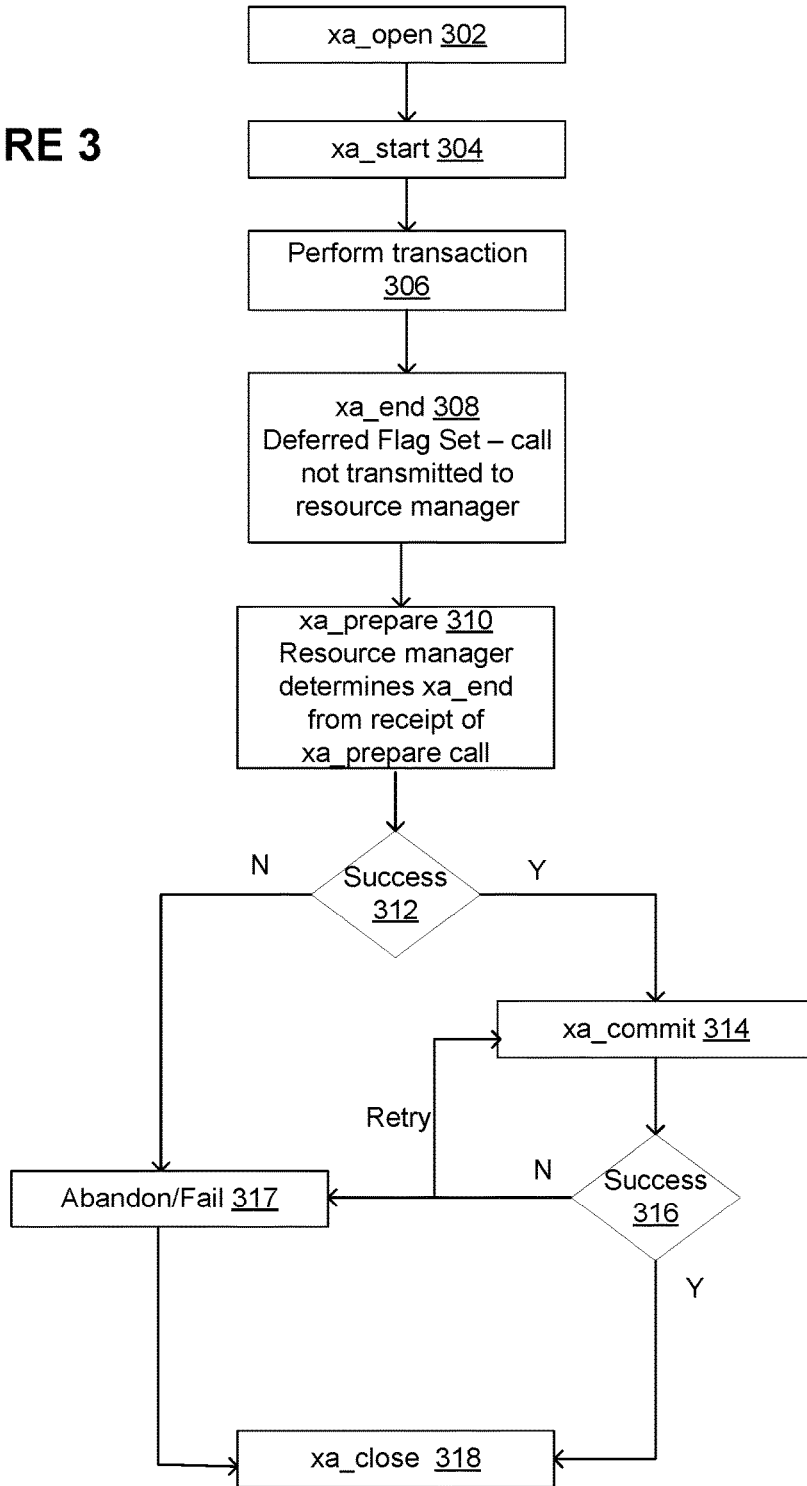 xa_open 302
RE 3
xa_start 304
Perform transaction
306
xa_end 308
Deferred Flag Set – call
not transmitted to
resource manager
xa_prepare 310
Resource manager
determines xa_end
from receipt of
xa_prepare call
N
Success
312
Y
xa_commit 314
Retry
Abandon/Fail 317
N
Success
316
Y
xa_close 318